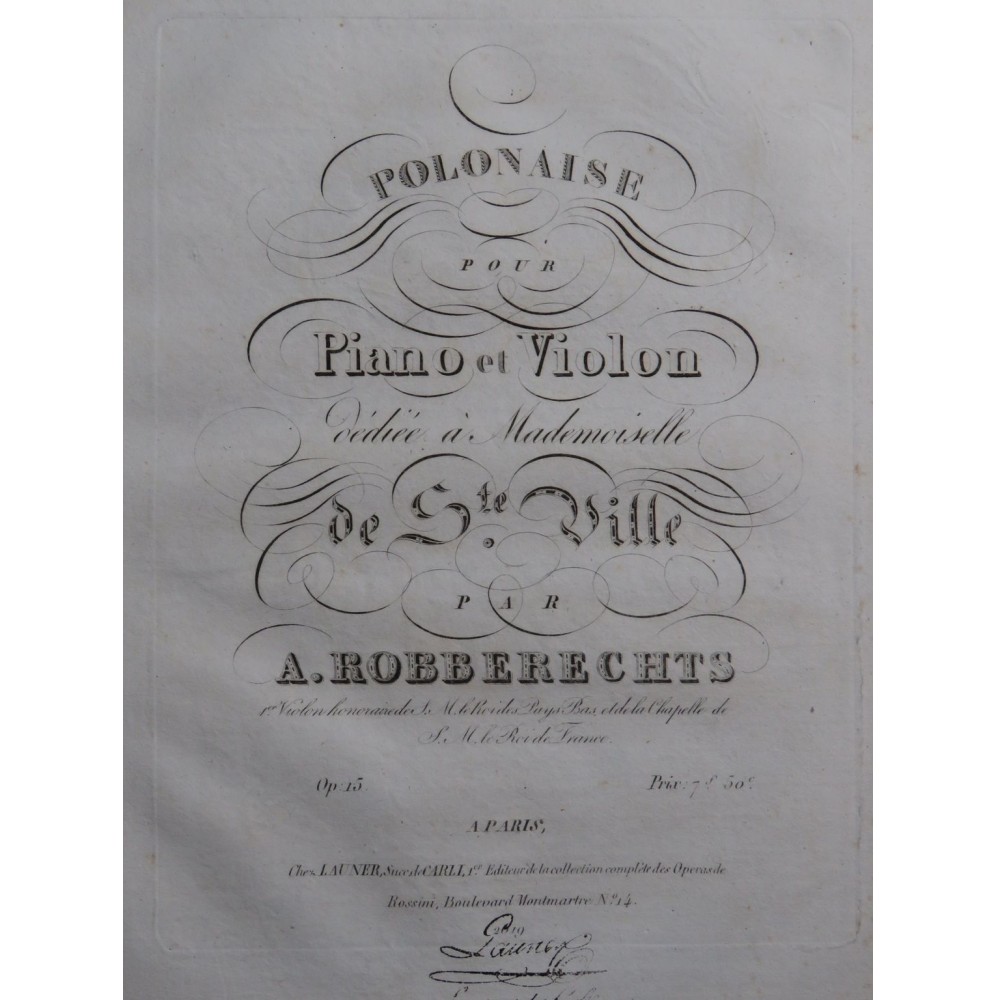 POLONAISE
POUR
Piano et Violon
dédiée à Mademoiselle
de Ste. Ville
PAR
A. ROBBERECHTS
1er Violon honoraire de S. M. le Roi des Pays Bas, et de la Chapelle de
S. M. le Roi de France.
Op: 15. Prix: 7f 50c.
A PARIS,
Chez LAUNER, Succr de CARLI, 1er Editeur de la collection complète des Operas de
Rossini, Boulevard Montmartre No. 14.
2819
Launer